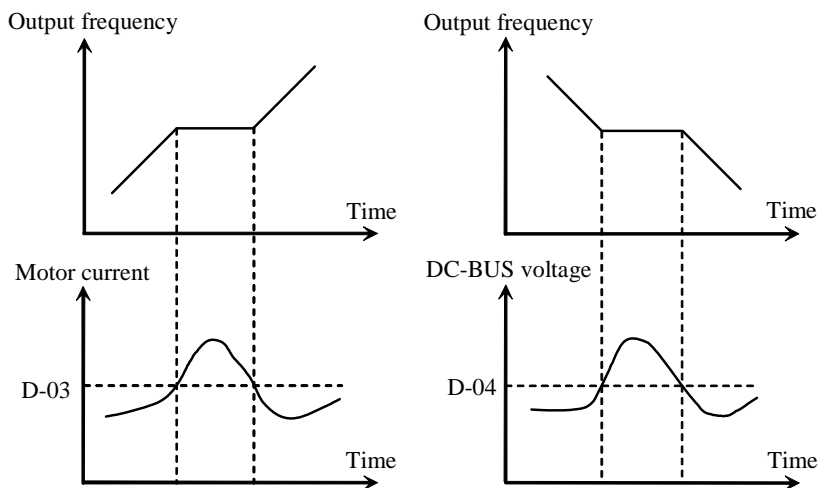 Output frequency
Time
Motor current
D-03
Time
Output frequency
Time
DC-BUS voltage
D-04
Time